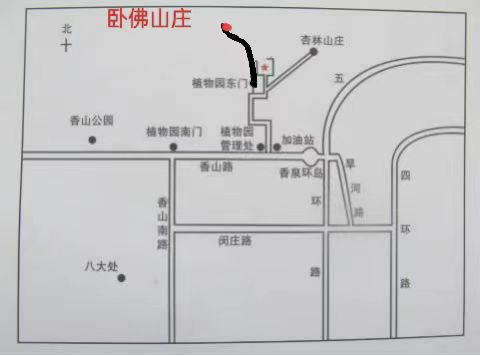 卧佛山庄
北
杏林山庄
植物园东门
五
香山公园
植物园南门
植物园
管理处
加油站
香山路
香泉环岛
旱
河
路
四
环
路
香
山
南
路
环
路
闵庄路
八大处